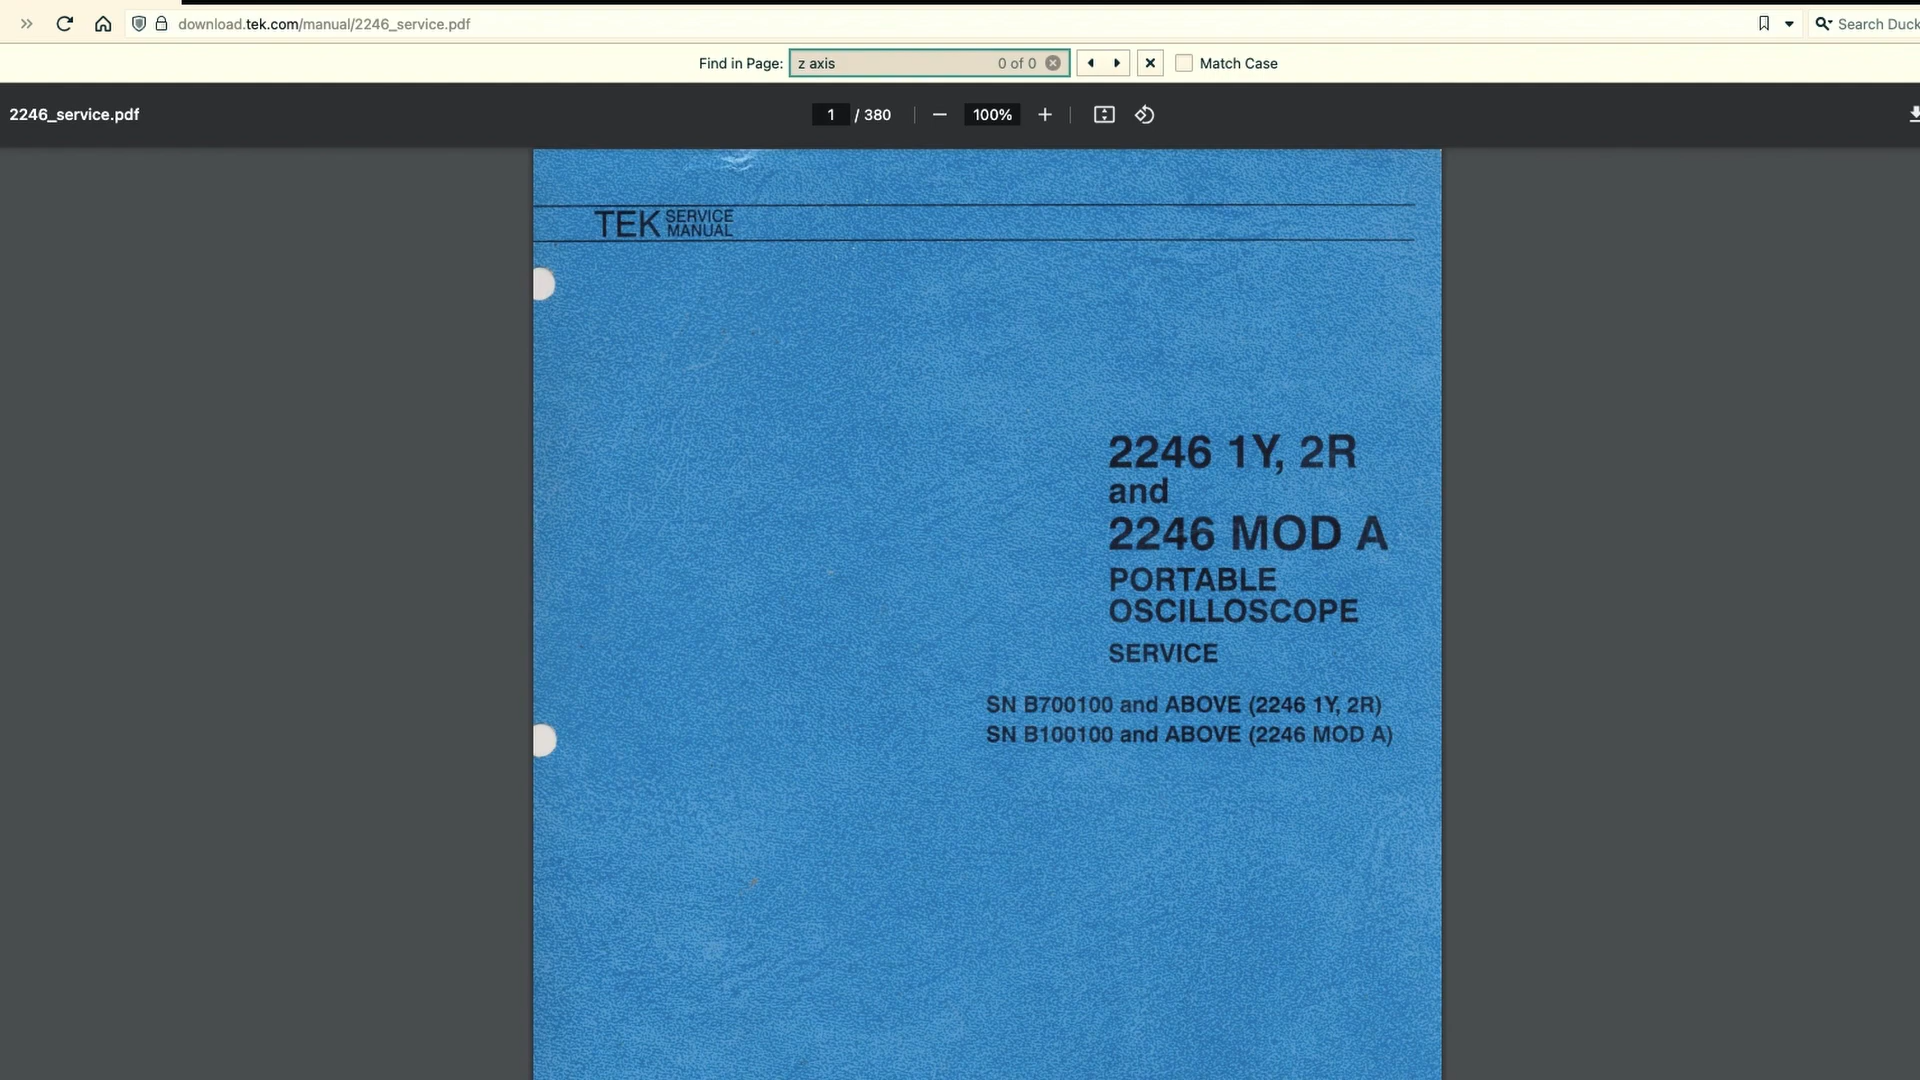 download.tek.com/manual/2246_service.pdf
Search Duck
Find in Page: z axis 0 of 0 Match Case
2246_service.pdf
1 / 380
100%
TEK SERVICE
MANUAL
2246 1Y, 2R
and
2246 MOD A
PORTABLE
OSCILLOSCOPE
SERVICE
SN B700100 and ABOVE (2246 1Y, 2R)
SN B100100 and ABOVE (2246 MOD A)